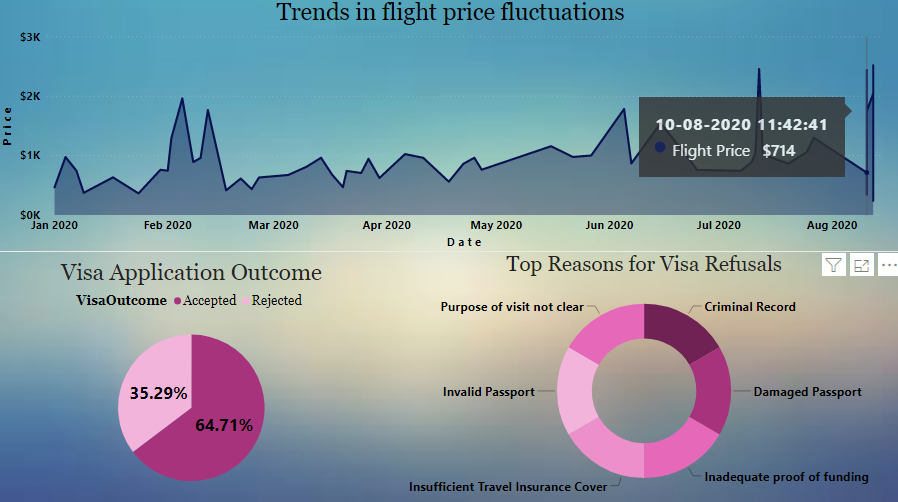 Trends in flight price fluctuations
$3K
$2K
$1K
$0K
Price
10-08-2020 11:42:41
Flight Price $714
Jan 2020 Feb 2020 Mar 2020 Apr 2020 May 2020 Jun 2020 Jul 2020 Aug 2020
Date
Visa Application Outcome
VisaOutcome Accepted Rejected
35.29%
64.71%
Top Reasons for Visa Refusals
Purpose of visit not clear
Criminal Record
Invalid Passport
Damaged Passport
Insufficient Travel Insurance Cover
Inadequate proof of funding